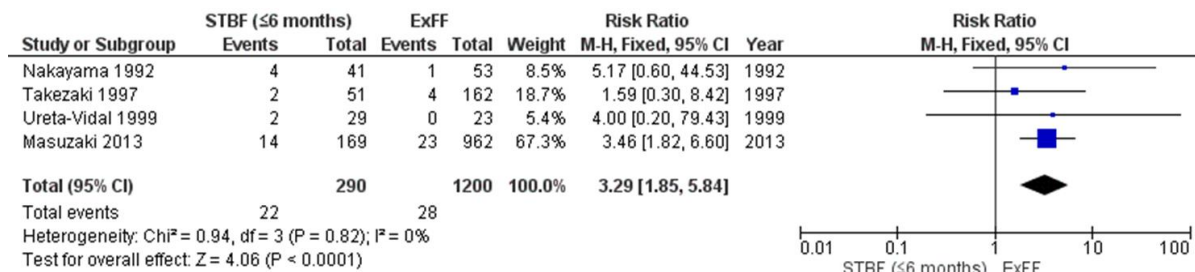 STBF (≤6 months) ExFF Risk Ratio Risk Ratio
Study or Subgroup Events Total Events Total Weight M-H, Fixed, 95% CI Year M-H, Fixed, 95% CI
Nakayama 1992 4 41 1 53 8.5% 5.17 [0.60, 44.53] 1992
Takezaki 1997 2 51 4 162 18.7% 1.59 [0.30, 8.42] 1997
Ureta-Vidal 1999 2 29 0 23 5.4% 4.00 [0.20, 79.43] 1999
Masuzaki 2013 14 169 23 962 67.3% 3.46 [1.82, 6.60] 2013
Total (95% CI) 290 1200 100.0% 3.29 [1.85, 5.84]
Total events 22 28
Heterogeneity: Chi² = 0.94, df = 3 (P = 0.82); I² = 0%
Test for overall effect: Z = 4.06 (P < 0.0001)
0.01 0.1 1 10 100
STBF (≤6 months) ExFF